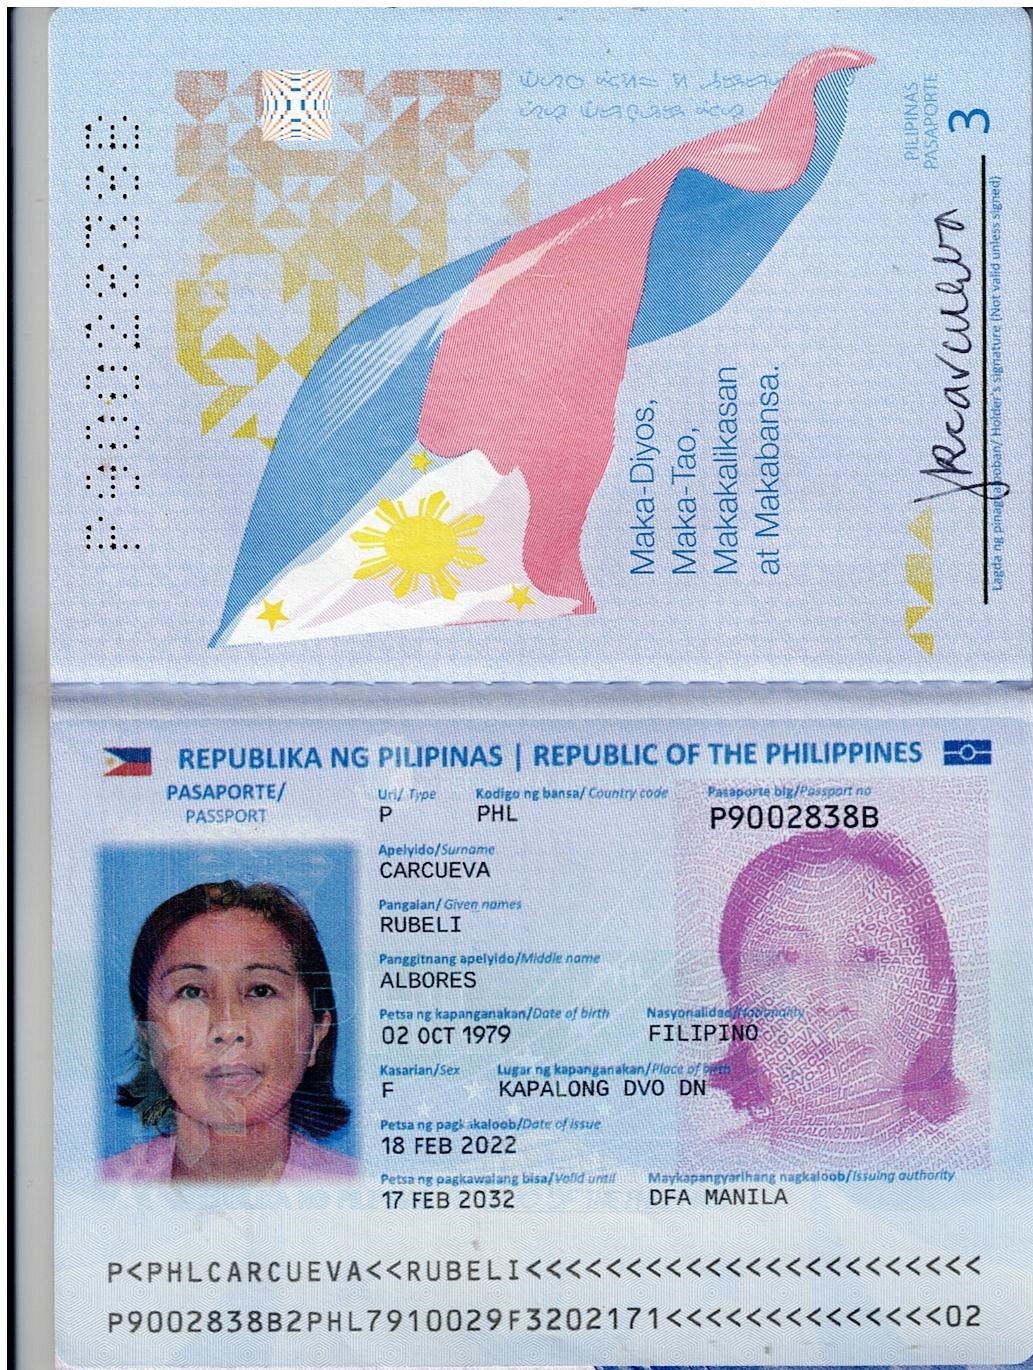 PILIPINAS
PASAPORTE
3
Maka-Diyos,
Maka-Tao,
Makakalikasan
at Makabansa.
Lagda ng / Holder's signature (Not valid unless signed)
REPUBLIKA NG PILIPINAS | REPUBLIC OF THE PHILIPPINES
PASAPORTE/
PASSPORT
Uri/ Type
P
Kodigo ng bansa/ Country code
PHL
Pasaporte blg/Passport no
P9002838B
Apelyido/Surname
CARCUEVA
Pangalan/ Given names
RUBELI
Panggitnang apelyido/Middle name
ALBORES
Petsa ng kapanganakan/Date of birth
02 OCT 1979
Nasyonalidad/Nationality
FILIPINO
Kasarian/Sex
F
Lugar ng kapanganakan/Place of birth
KAPALONG DVO DN
Petsa ng pagkakaloob/Date of issue
18 FEB 2022
Petsa ng pagkawalang bisa/Valid until
17 FEB 2032
Maykapangyarihang nagkaloob/Issuing authority
DFA MANILA
P<PHLCARCUEVA<<RUBELI<<<<<<<<<<<<<<<<<<<<<<<
P9002838B2PHL7910029F3202171<<<<<<<<<<<<<<02